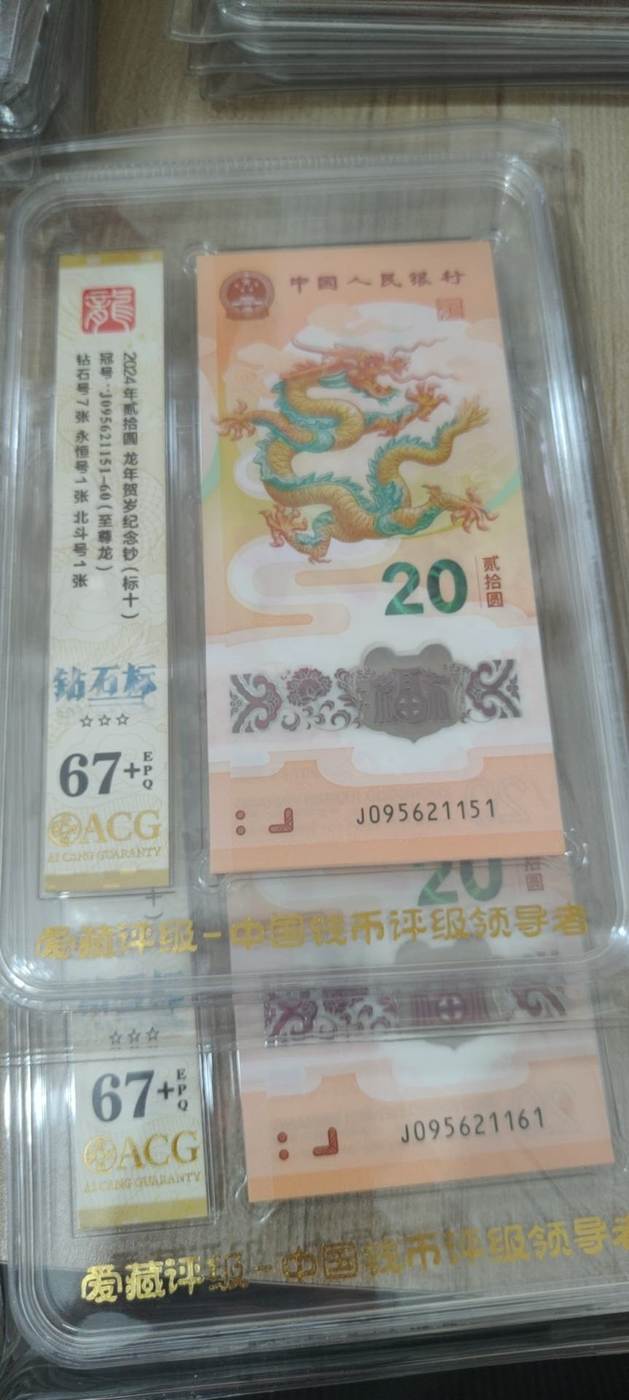 龍
2024年贰拾圆 龙年贺岁纪念钞(标十)
冠号:J095621151-60(至尊龙)
钻石号7张 永恒号1张 北斗号1张
钻石标
☆☆☆
67+EPQ
ACG
AI CANG GUARANTY
中国人民银行
20
贰拾圆
福
J095621151
爱藏评级-中国钱币评级领导者
20
拾圆
☆☆☆
67+EPQ
ACG
AI CANG GUARANTY
J095621161
爱藏评级-中国钱币评级领导者